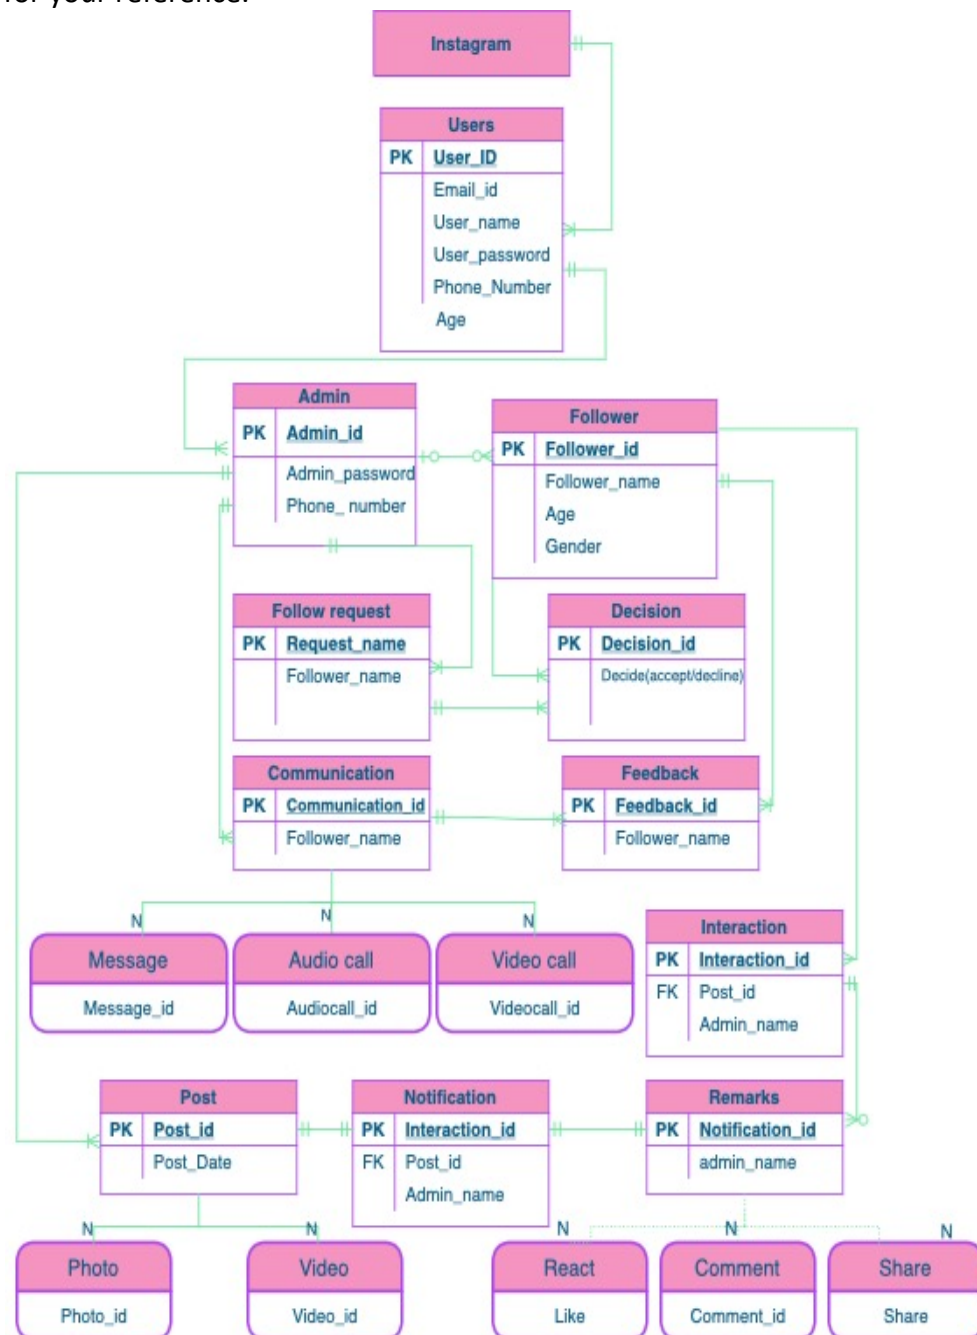 for your reference.
Instagram
Users
PK User_ID
Email_id
User_name
User_password
Phone_Number
Age
Admin
PK Admin_id
Admin_password
Phone_ number
Follower
PK Follower_id
Follower_name
Age
Gender
Follow request
PK Request_name
Follower_name
Decision
PK Decision_id
Decide(accept/decline)
Communication
PK Communication_id
Follower_name
Feedback
PK Feedback_id
Follower_name
N N N
Message
Message_id
Audio call
Audiocall_id
Video call
Videocall_id
Interaction
PK Interaction_id
FK Post_id
Admin_name
Post
PK Post_id
Post_Date
Notification
PK Interaction_id
FK Post_id
Admin_name
Remarks
PK Notification_id
admin_name
N N N N N
Photo
Photo_id
Video
Video_id
React
Like
Comment
Comment_id
Share
Share